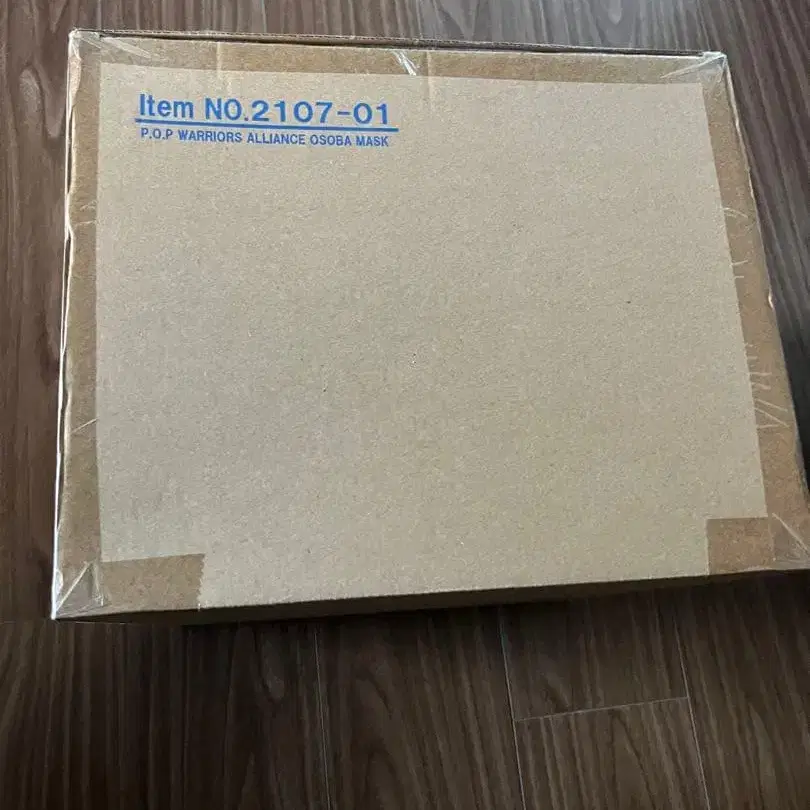 Item NO.2107-01
P.O.P WARRIORS ALLIANCE OSOBA MASK